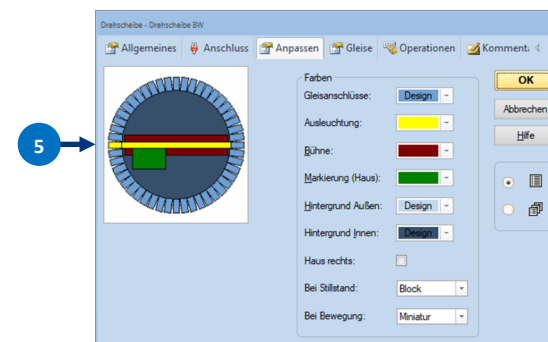 Drehscheibe - Drehscheibe BW
Allgemeines Anschluss Anpassen Gleise Operationen Komment
5
Farben
Gleisanschlüsse: Design
Ausleuchtung:
Bühne:
Markierung (Haus):
Hintergrund Außen: Design
Hintergrund Innen: Design
Haus rechts:
Bei Stillstand: Block
Bei Bewegung: Miniatur
OK
Abbrechen
Hilfe